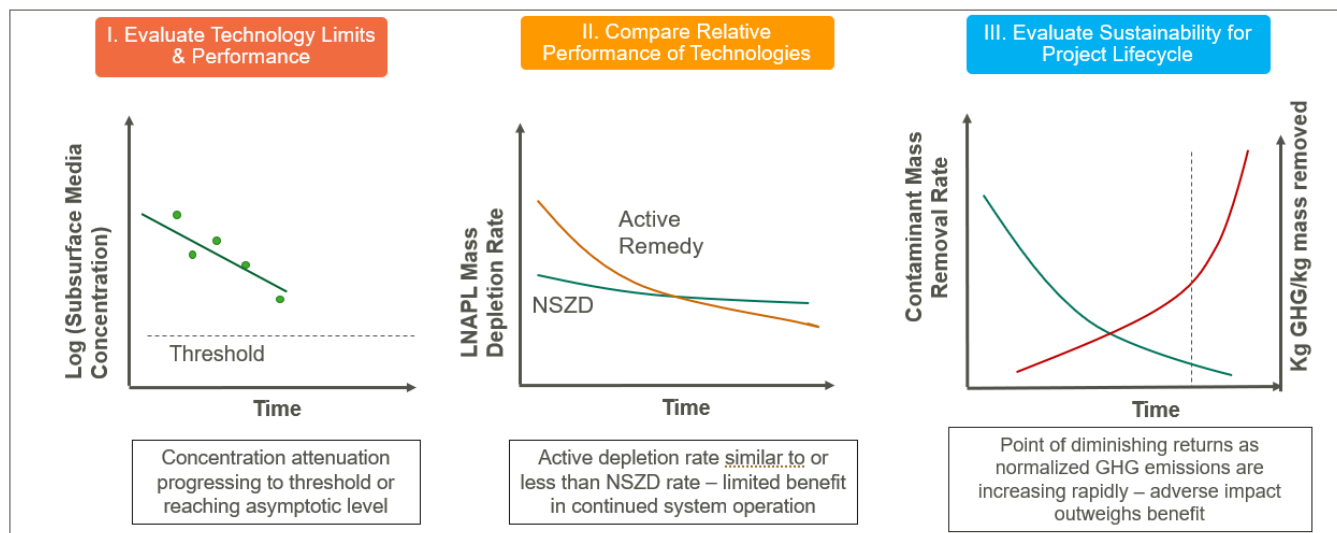 I. Evaluate Technology Limits
& Performance
Log (Subsurface Media
Concentration)
Threshold
Time
Concentration attenuation
progressing to threshold or
reaching asymptotic level
II. Compare Relative
Performance of Technologies
LNAPL Mass
Depletion Rate
Active
Remedy
NSZD
Time
Active depletion rate similar to or
less than NSZD rate – limited benefit
in continued system operation
III. Evaluate Sustainability for
Project Lifecycle
Contaminant Mass
Removal Rate
Kg GHG/kg mass removed
Time
Point of diminishing returns as
normalized GHG emissions are
increasing rapidly – adverse impact
outweighs benefit